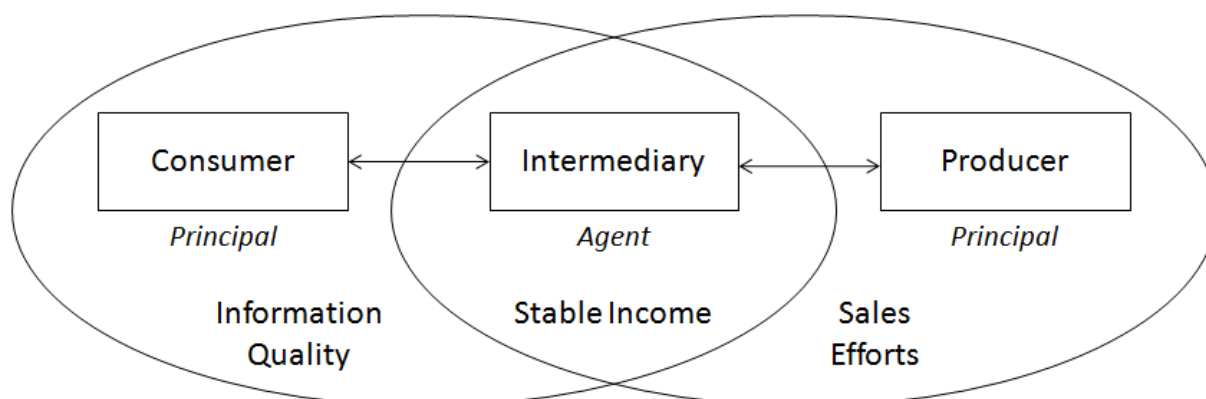 Consumer
Intermediary
Producer
Principal
Agent
Principal
Information
Quality
Stable Income
Sales
Efforts